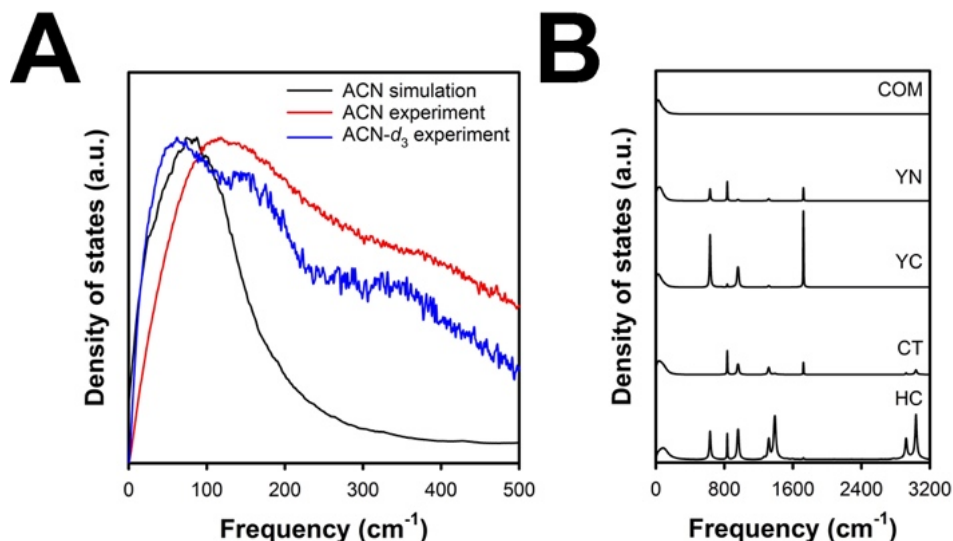 A
Density of states (a.u.)
ACN simulation
ACN experiment
ACN-d3 experiment
0 100 200 300 400 500
Frequency (cm-1)
B
Density of states (a.u.)
COM
YN
YC
CT
HC
0 800 1600 2400 3200
Frequency (cm-1)